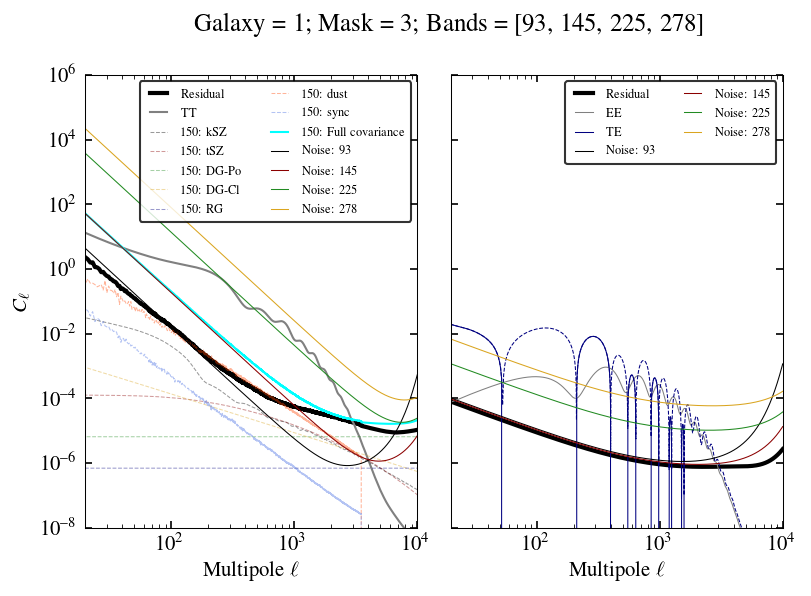 Galaxy = 1; Mask = 3; Bands = [93, 145, 225, 278]
10^6
10^4
10^2
10^0
10^−2
10^−4
10^−6
10^−8
C_ℓ
Residual
TT
150: kSZ
150: tSZ
150: DG-Po
150: DG-Cl
150: RG
150: dust
150: sync
150: Full covariance
Noise: 93
Noise: 145
Noise: 225
Noise: 278
10^2
10^3
10^4
Multipole ℓ
Residual
EE
TE
Noise: 93
Noise: 145
Noise: 225
Noise: 278
10^2
10^3
10^4
Multipole ℓ